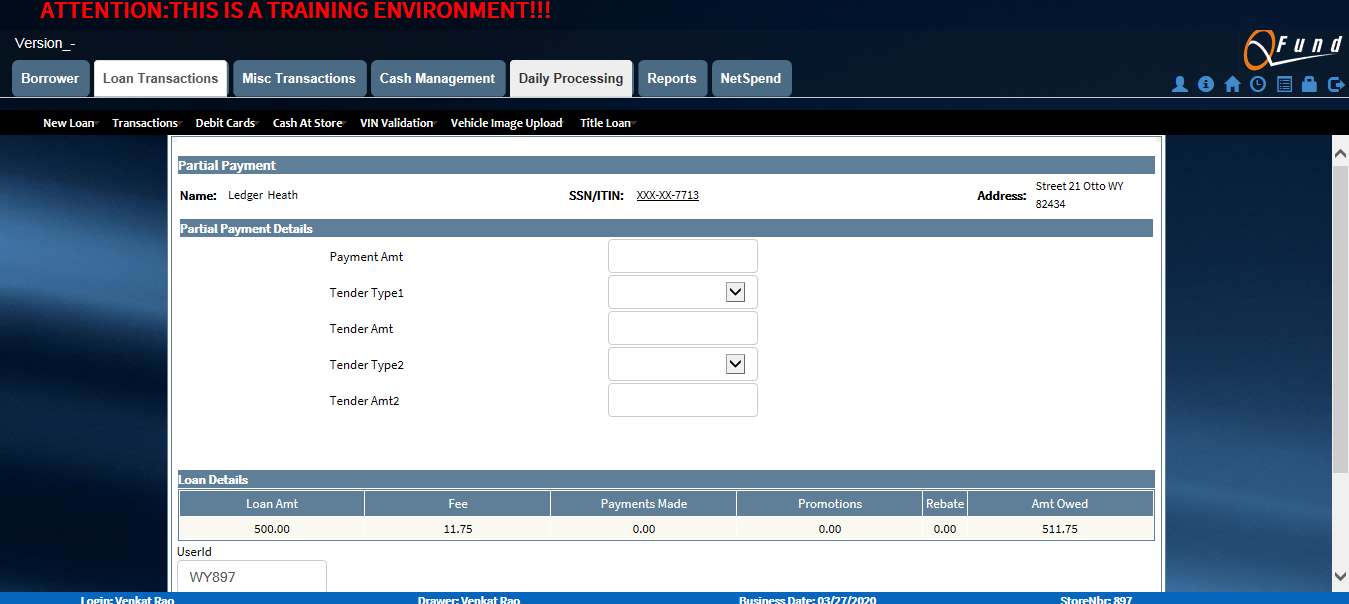 ATTENTION:THIS IS A TRAINING ENVIRONMENT!!!
Version_-
QFund
Borrower Loan Transactions Misc Transactions Cash Management Daily Processing Reports NetSpend
New Loan Transactions Debit Cards Cash At Store VIN Validation Vehicle Image Upload Title Loan
Partial Payment
Name: Ledger Heath SSN/ITIN: XXX-XX-7713 Address: Street 21 Otto WY
82434
Partial Payment Details
Payment Amt
Tender Type1
Tender Amt
Tender Type2
Tender Amt2
Loan Details
Loan Amt Fee Payments Made Promotions Rebate Amt Owed
500.00 11.75 0.00 0.00 0.00 511.75
UserId
WY897
Login: Venkat Rao Drawer: Venkat Rao Business Date: 03/27/2020 StoreNbr: 897